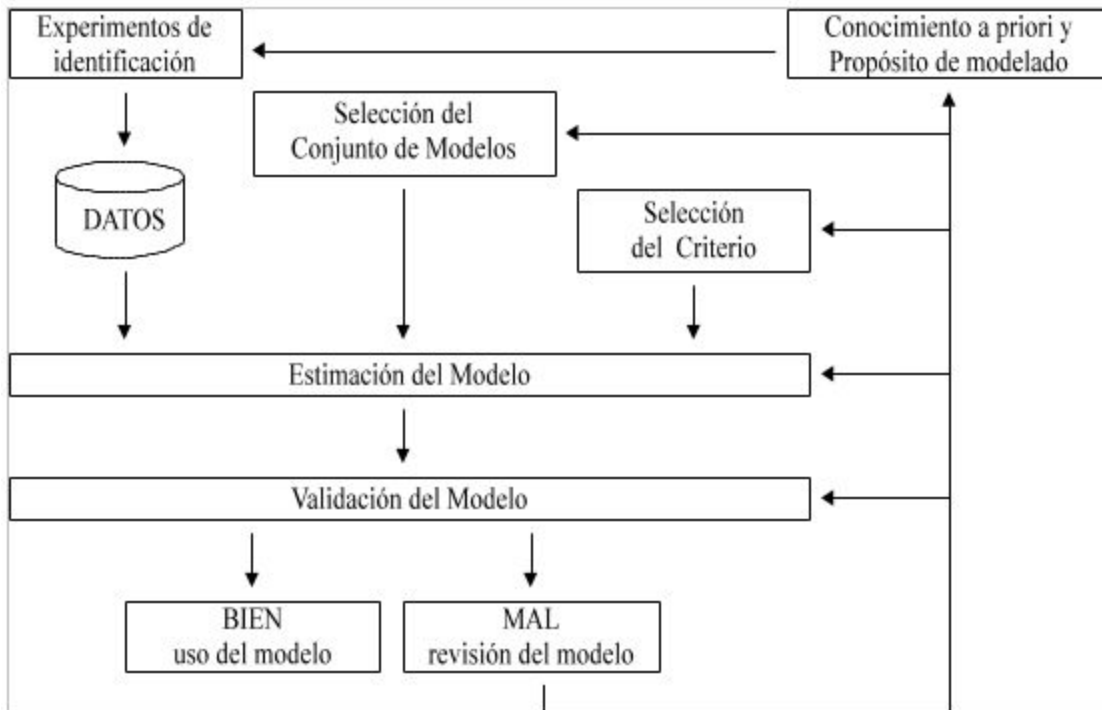 Experimentos de
identificación
Conocimiento a priori y
Propósito de modelado
Selección del
Conjunto de Modelos
DATOS
Selección
del Criterio
Estimación del Modelo
Validación del Modelo
BIEN
uso del modelo
MAL
revisión del modelo